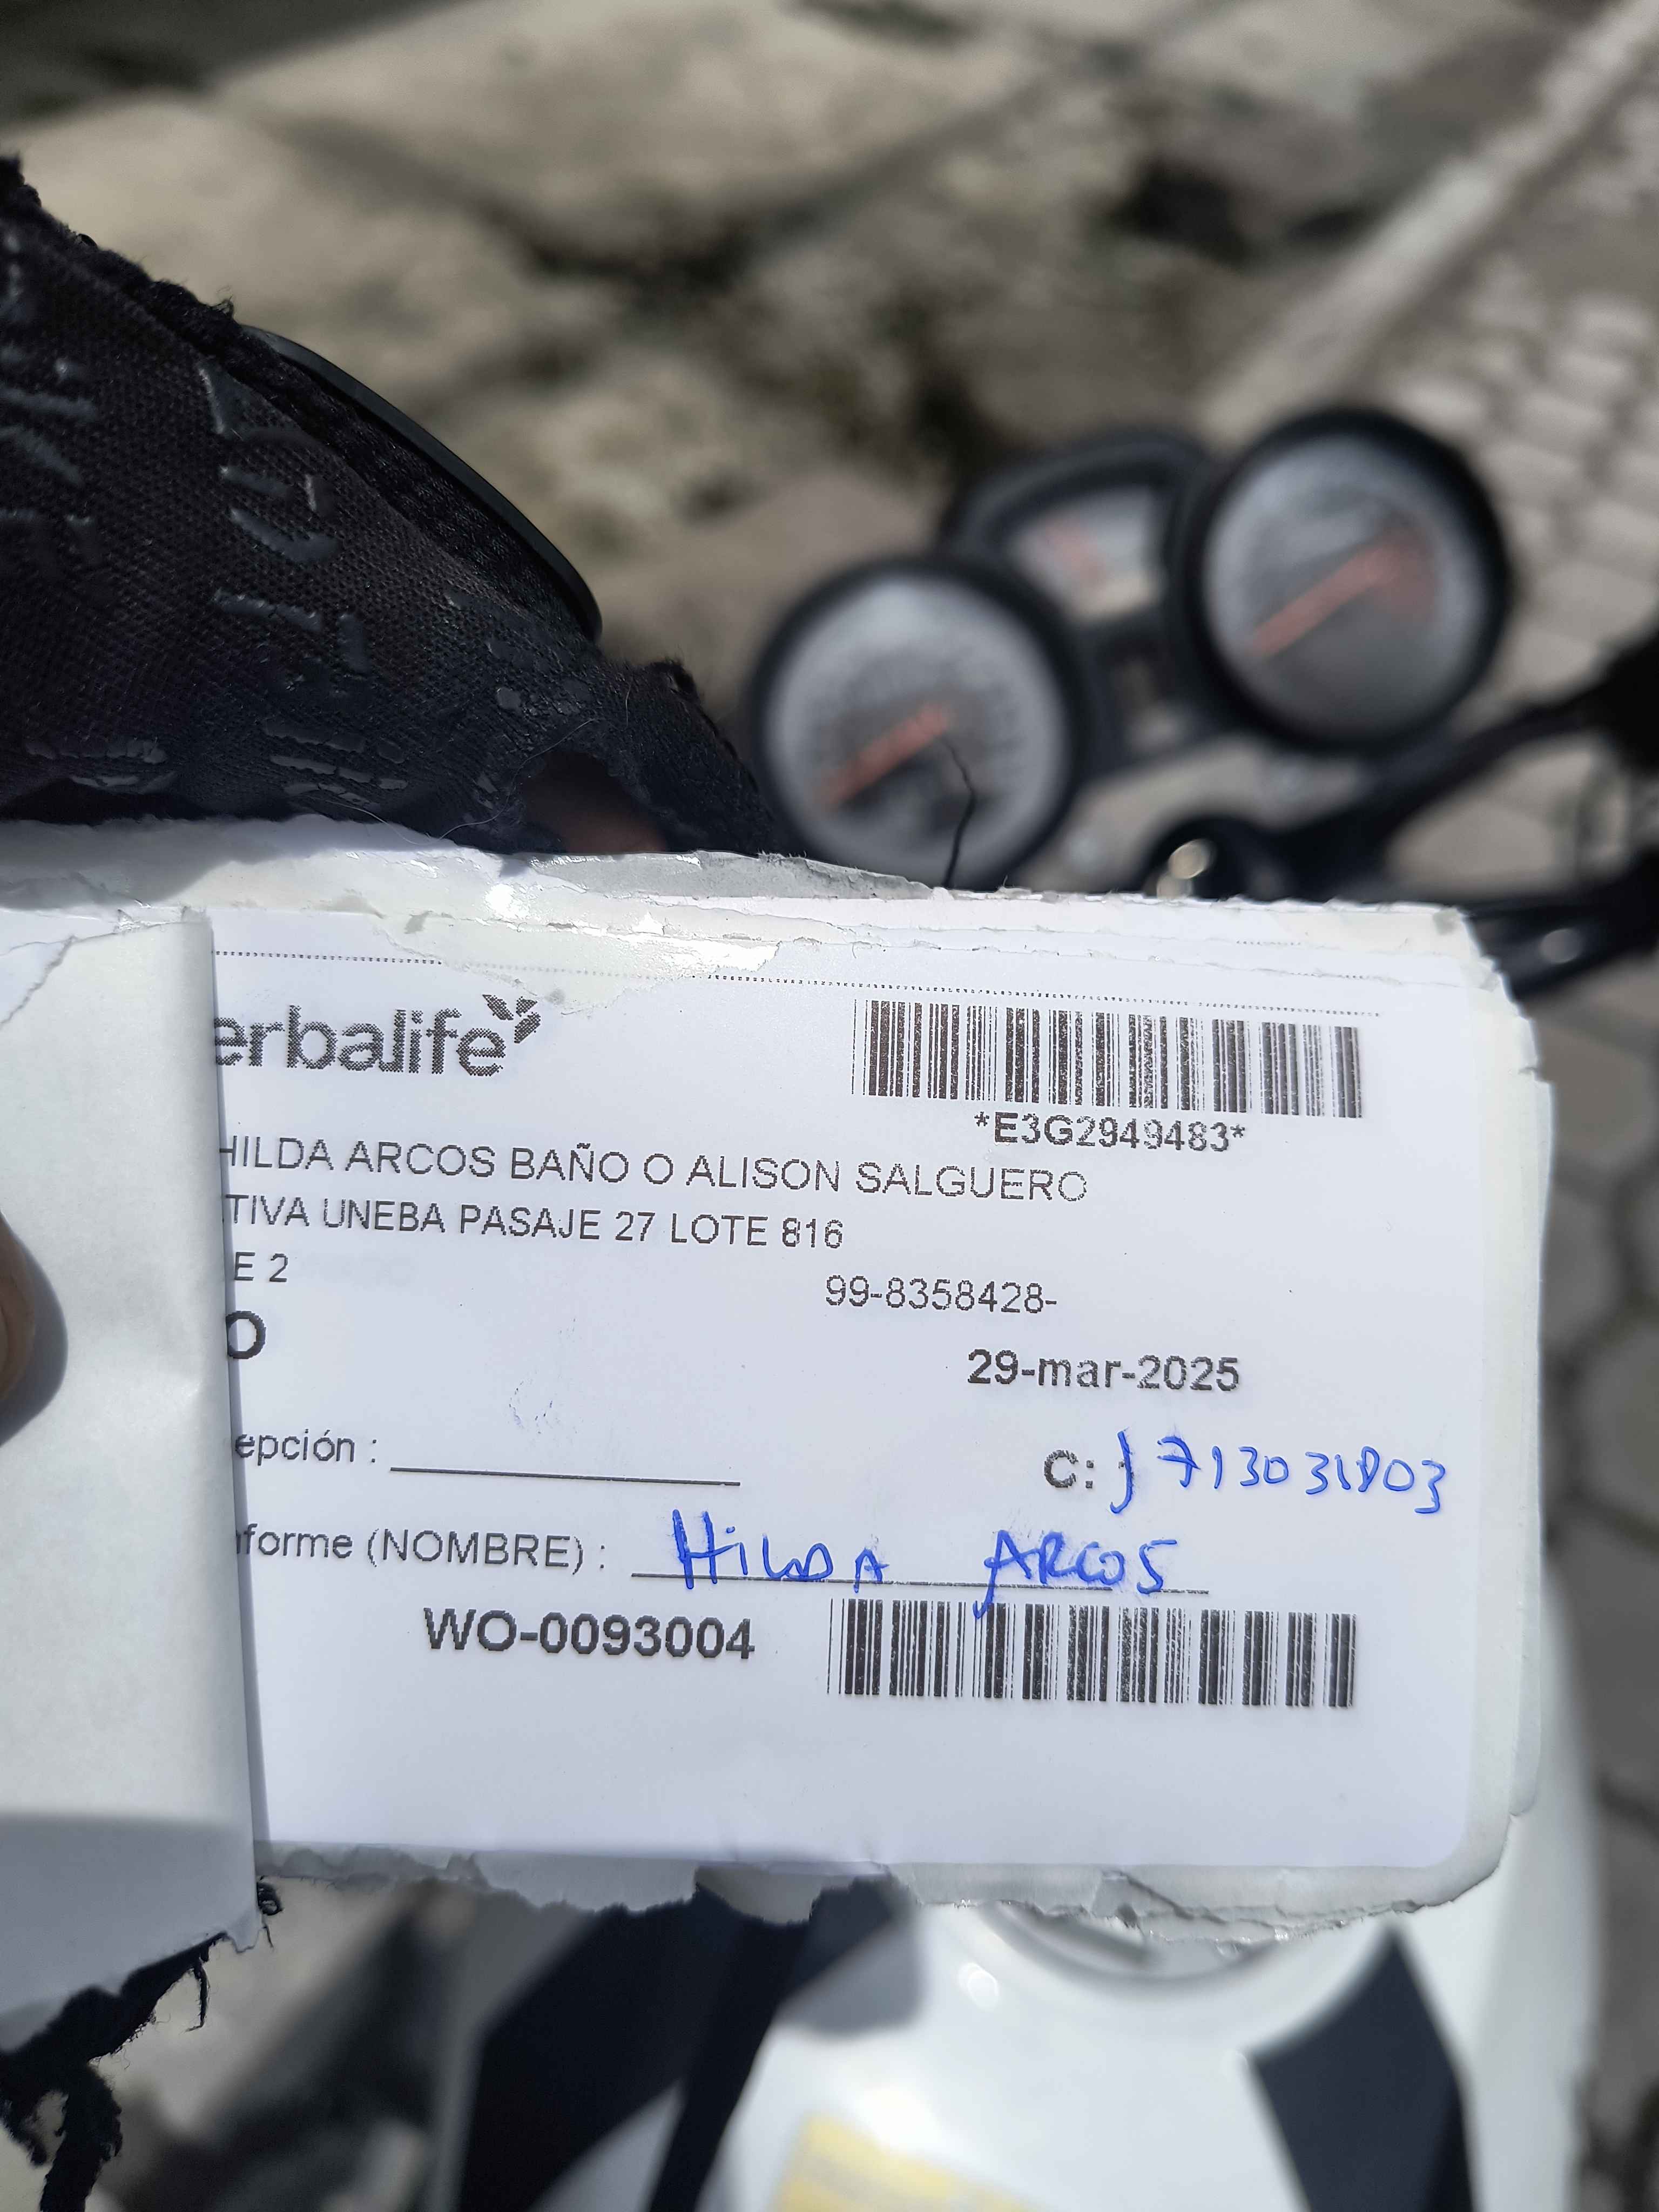 erbalife
*E3G2949483*
HILDA ARCOS BAÑO O ALISON SALGUERO
TIVA UNEBA PASAJE 27 LOTE 816
E 2
99-8358428-
O
29-mar-2025
epción :
C: 1713031803
nforme (NOMBRE) : HILDA ARCOS
WO-0093004